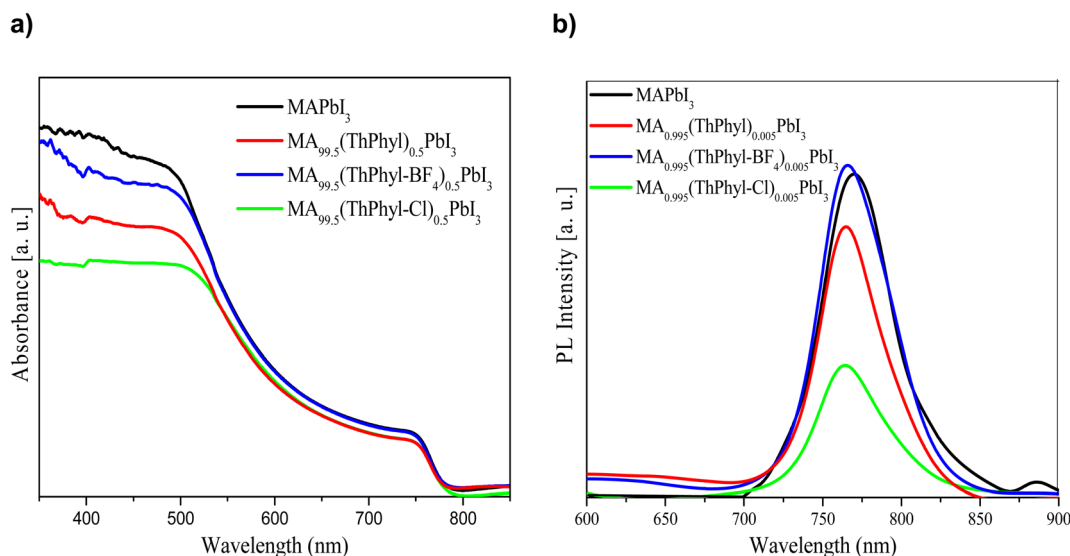 a)
MAPbI3
MA99.5(ThPhyl)0.5PbI3
MA99.5(ThPhyl-BF4)0.5PbI3
MA99.5(ThPhyl-Cl)0.5PbI3
Absorbance [a. u.]
400 500 600 700 800
Wavelength (nm)
b)
MAPbI3
MA0.995(ThPhyl)0.005PbI3
MA0.995(ThPhyl-BF4)0.005PbI3
MA0.995(ThPhyl-Cl)0.005PbI3
PL Intensity [a. u.]
600 650 700 750 800 850 900
Wavelength (nm)